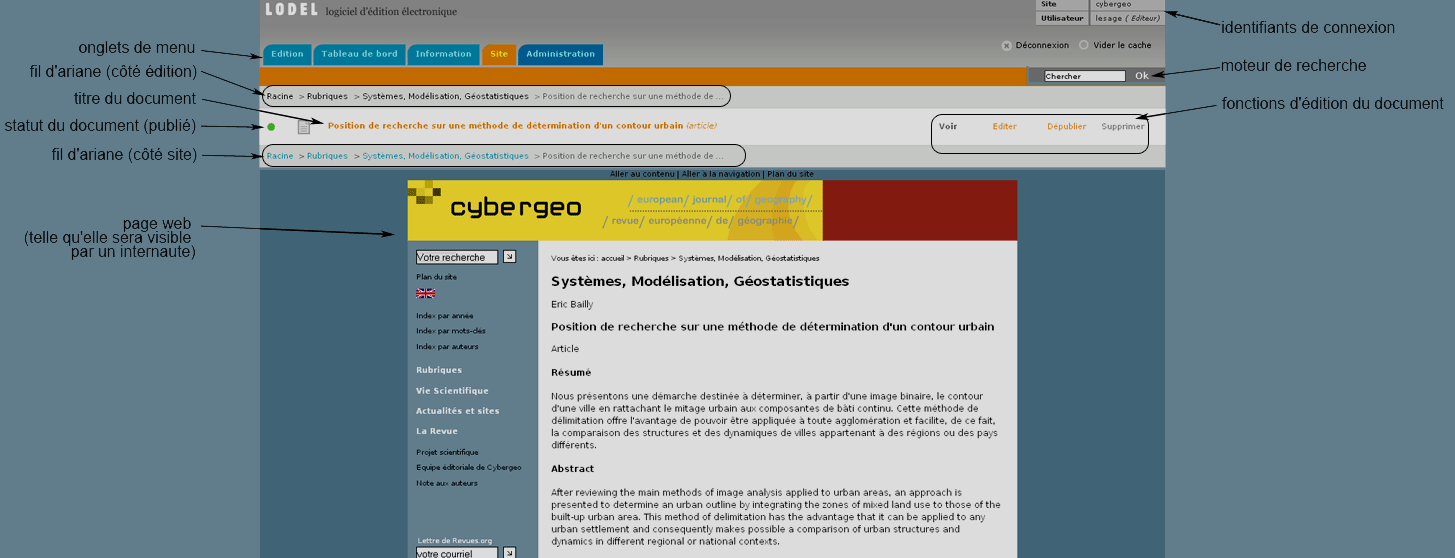 LODEL logiciel d'édition électronique
Site cybergeo
Utilisateur lesage ( Editeur)
identifiants de connexion
Déconnexion Vider le cache
onglets de menu
Edition Tableau de bord Information Site Administration
fil d'ariane (côté édition)
Chercher Ok
moteur de recherche
titre du document
Racine > Rubriques > Systèmes, Modélisation, Géostatistiques > Position de recherche sur une méthode de ...
fonctions d'édition du document
statut du document (publié)
Position de recherche sur une méthode de détermination d'un contour urbain (article)
Voir Editer Dépublier Supprimer
fil d'ariane (côté site)
Racine > Rubriques > Systèmes, Modélisation, Géostatistiques > Position de recherche sur une méthode de ...
Aller au contenu | Aller à la navigation | Plan du site
cybergeo
/ european/ journal/ of/ geography/
/ revue/ européenne/ de/ géographie/
page web
(telle qu'elle sera visible
par un internaute)
Votre recherche
Plan du site
Index par année
Index par mots-clés
Index par auteurs
Rubriques
Vie Scientifique
Actualités et sites
La Revue
Projet scientifique
Equipe éditoriale de Cybergeo
Note aux auteurs
Lettre de Revues.org
votre courriel
Vous êtes ici : accueil > Rubriques > Systèmes, Modélisation, Géostatistiques
Systèmes, Modélisation, Géostatistiques
Eric Bailly
Position de recherche sur une méthode de détermination d'un contour urbain
Article
Résumé
Nous présentons une démarche destinée à déterminer, à partir d'une image binaire, le contour
d'une ville en rattachant le mitage urbain aux composantes de bâti continu. Cette méthode de
délimitation offre l'avantage de pouvoir être appliquée à toute agglomération et facilite, de ce fait,
la comparaison des structures et des dynamiques de villes appartenant à des régions ou des pays
différents.
Abstract
After reviewing the main methods of image analysis applied to urban areas, an approach is
presented to determine an urban outline by integrating the zones of mixed land use to those of the
built-up urban area. This method of delimitation has the advantage that it can be applied to any
urban settlement and consequently makes possible a comparison of urban structures and
dynamics in different regional or national contexts.